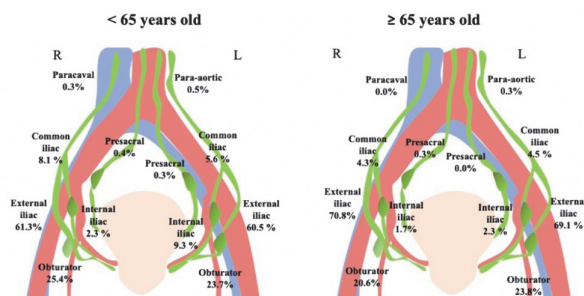 < 65 years old
R
L
Paracaval
0.3%
Para-aortic
0.5%
Common
iliac
8.1 %
Presacral
0.4%
Presacral
0.3%
Common
iliac
5.6 %
External
iliac
61.3%
Internal
iliac
2.3 %
Internal
iliac
9.3 %
External
iliac
60.5 %
Obturator
25.4%
Obturator
23.7%
≥ 65 years old
R
L
Paracaval
0.0%
Para-aortic
0.3%
Common
iliac
4.3%
Presacral
0.3%
Presacral
0.0%
Common
iliac
4.5 %
External
iliac
70.8%
Internal
iliac
1.7%
Internal
iliac
2.3 %
External
iliac
69.1 %
Obturator
20.6%
Obturator
23.8%